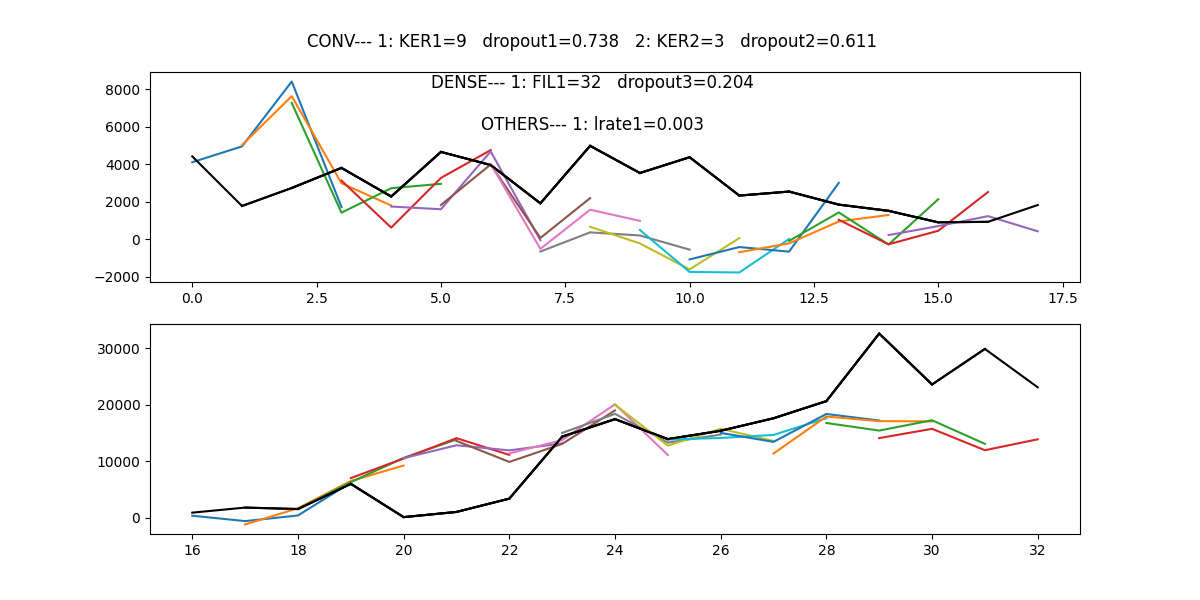 CONV--- 1: KER1=9   dropout1=0.738   2: KER2=3   dropout2=0.611
DENSE--- 1: FIL1=32   dropout3=0.204
OTHERS--- 1: lrate1=0.003
8000
6000
4000
2000
0
−2000
0.0 2.5 5.0 7.5 10.0 12.5 15.0 17.5
30000
20000
10000
0
16 18 20 22 24 26 28 30 32